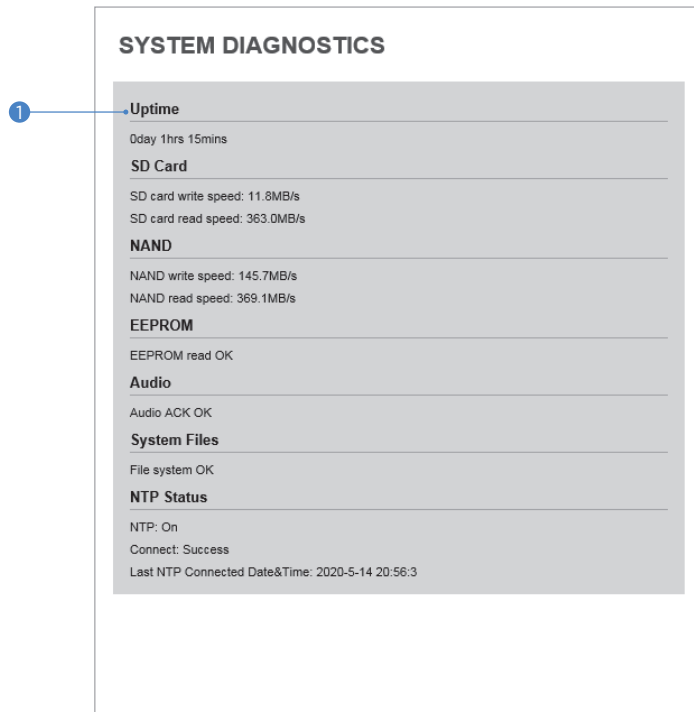 SYSTEM DIAGNOSTICS
1
Uptime
0day 1hrs 15mins
SD Card
SD card write speed: 11.8MB/s
SD card read speed: 363.0MB/s
NAND
NAND write speed: 145.7MB/s
NAND read speed: 369.1MB/s
EEPROM
EEPROM read OK
Audio
Audio ACK OK
System Files
File system OK
NTP Status
NTP: On
Connect: Success
Last NTP Connected Date&Time: 2020-5-14 20:56:3